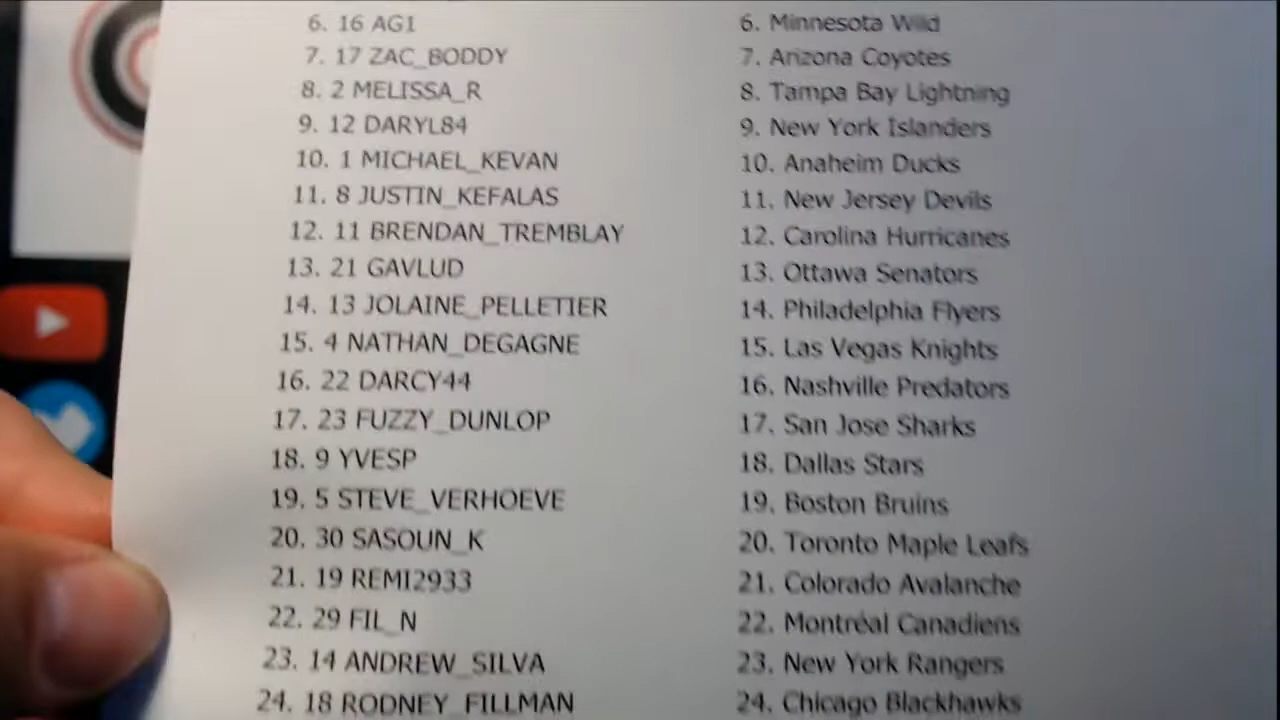 6. 16 AG1 6. Minnesota Wild
7. 17 ZAC_BODDY 7. Arizona Coyotes
8. 2 MELISSA_R 8. Tampa Bay Lightning
9. 12 DARYL84 9. New York Islanders
10. 1 MICHAEL_KEVAN 10. Anaheim Ducks
11. 8 JUSTIN_KEFALAS 11. New Jersey Devils
12. 11 BRENDAN_TREMBLAY 12. Carolina Hurricanes
13. 21 GAVLUD 13. Ottawa Senators
14. 13 JOLAINE_PELLETIER 14. Philadelphia Flyers
15. 4 NATHAN_DEGAGNE 15. Las Vegas Knights
16. 22 DARCY44 16. Nashville Predators
17. 23 FUZZY_DUNLOP 17. San Jose Sharks
18. 9 YVESP 18. Dallas Stars
19. 5 STEVE_VERHOEVE 19. Boston Bruins
20. 30 SASOUN_K 20. Toronto Maple Leafs
21. 19 REMI2933 21. Colorado Avalanche
22. 29 FIL_N 22. Montréal Canadiens
23. 14 ANDREW_SILVA 23. New York Rangers
24. 18 RODNEY_FILLMAN 24. Chicago Blackhawks